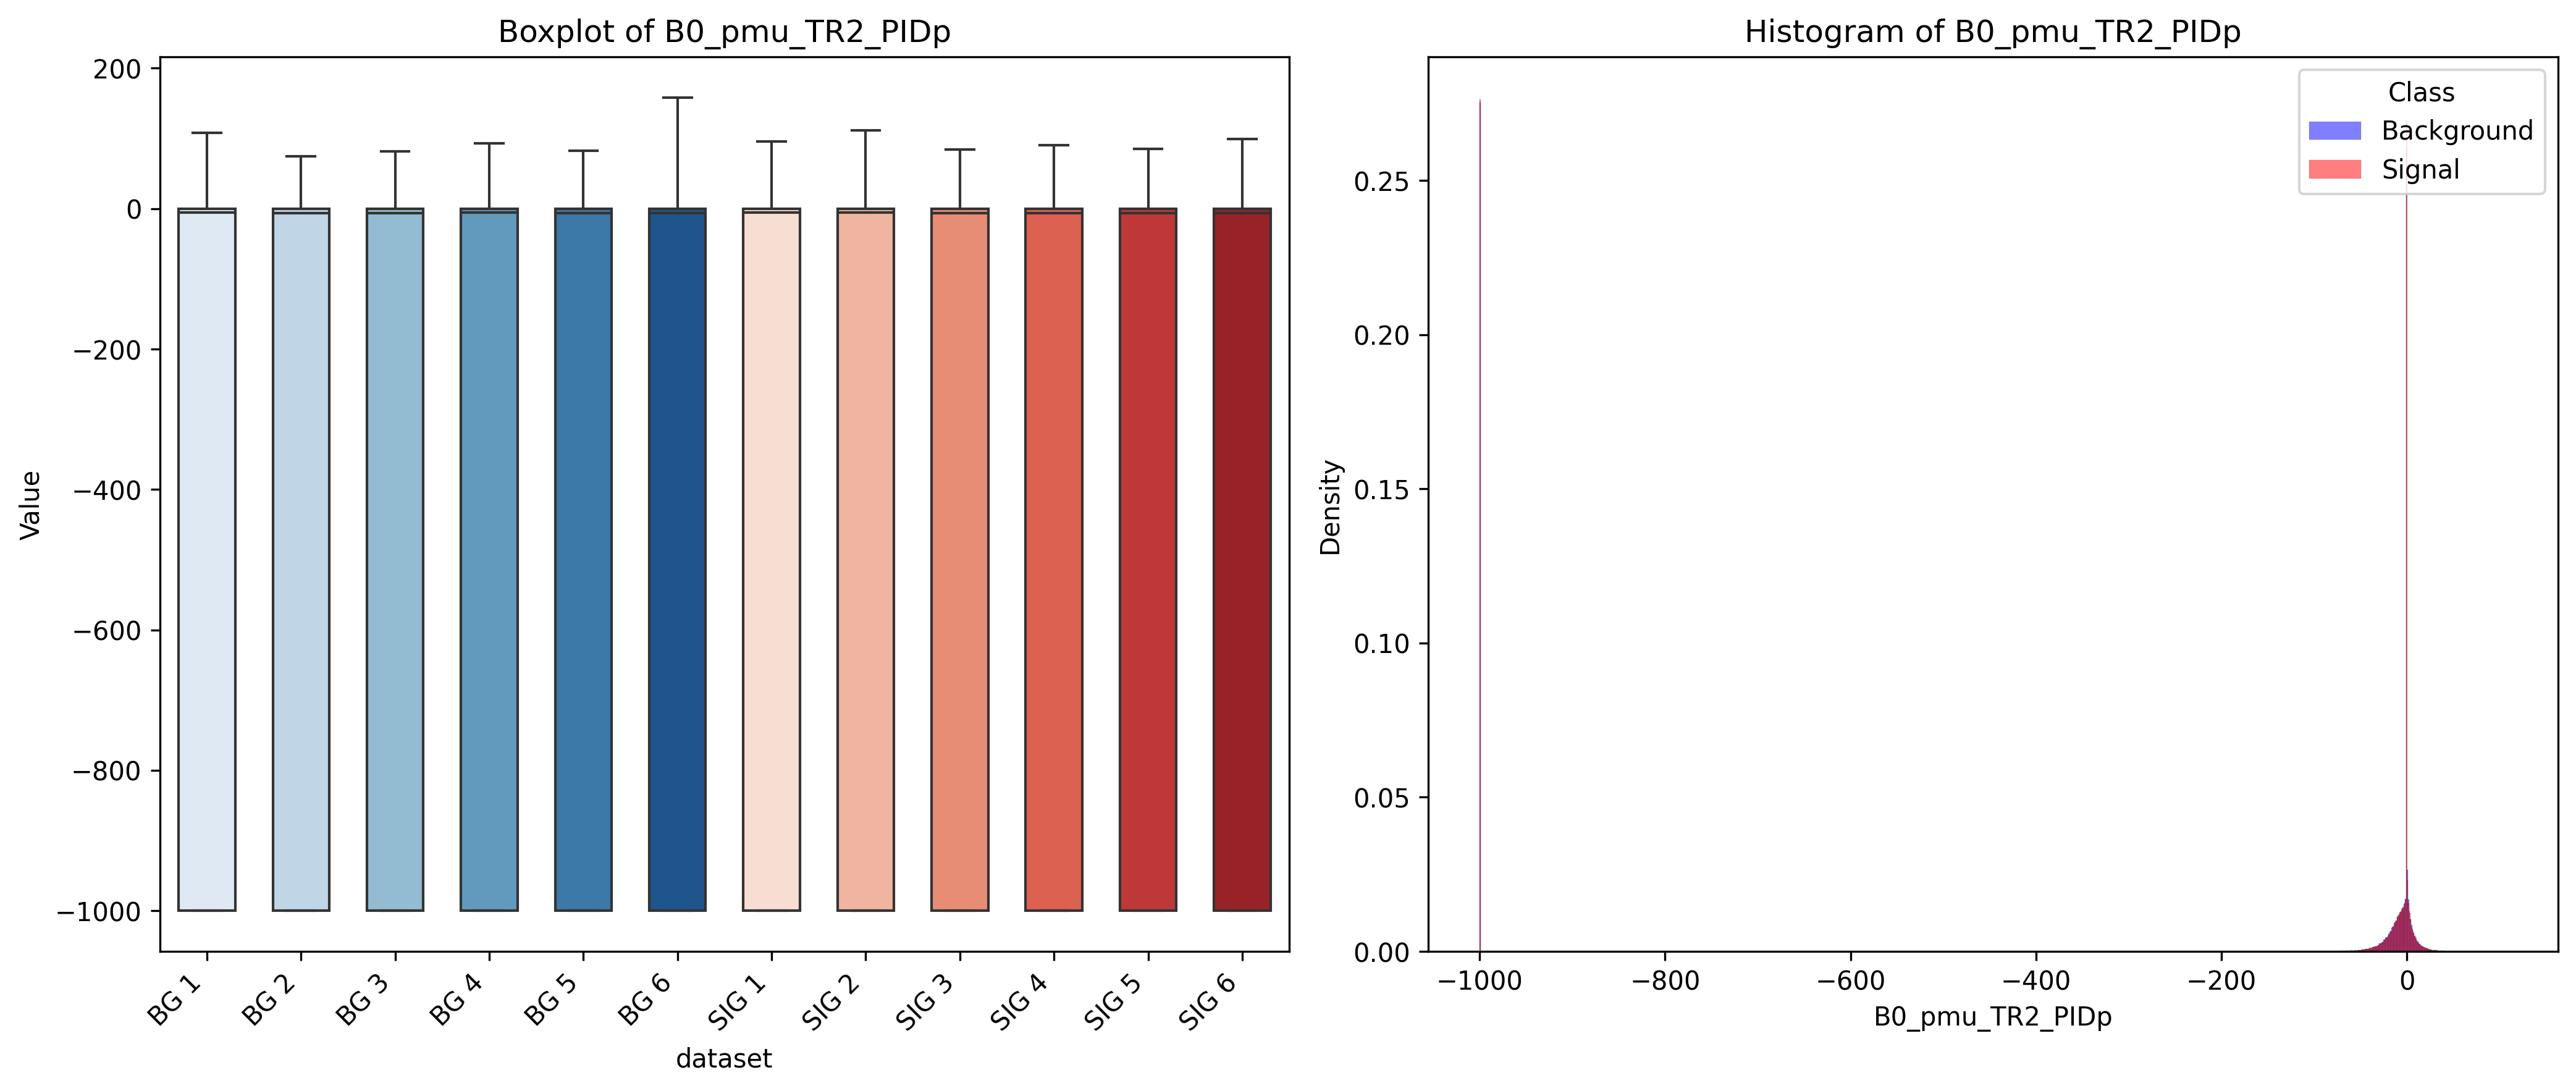 Boxplot of B0_pmu_TR2_PIDp
200
0
−200
−400
−600
−800
−1000
Value
BG 1
BG 2
BG 3
BG 4
BG 5
BG 6
SIG 1
SIG 2
SIG 3
SIG 4
SIG 5
SIG 6
dataset
Histogram of B0_pmu_TR2_PIDp
Class
Background
Signal
0.25
0.20
0.15
0.10
0.05
0.00
Density
−1000
−800
−600
−400
−200
0
B0_pmu_TR2_PIDp